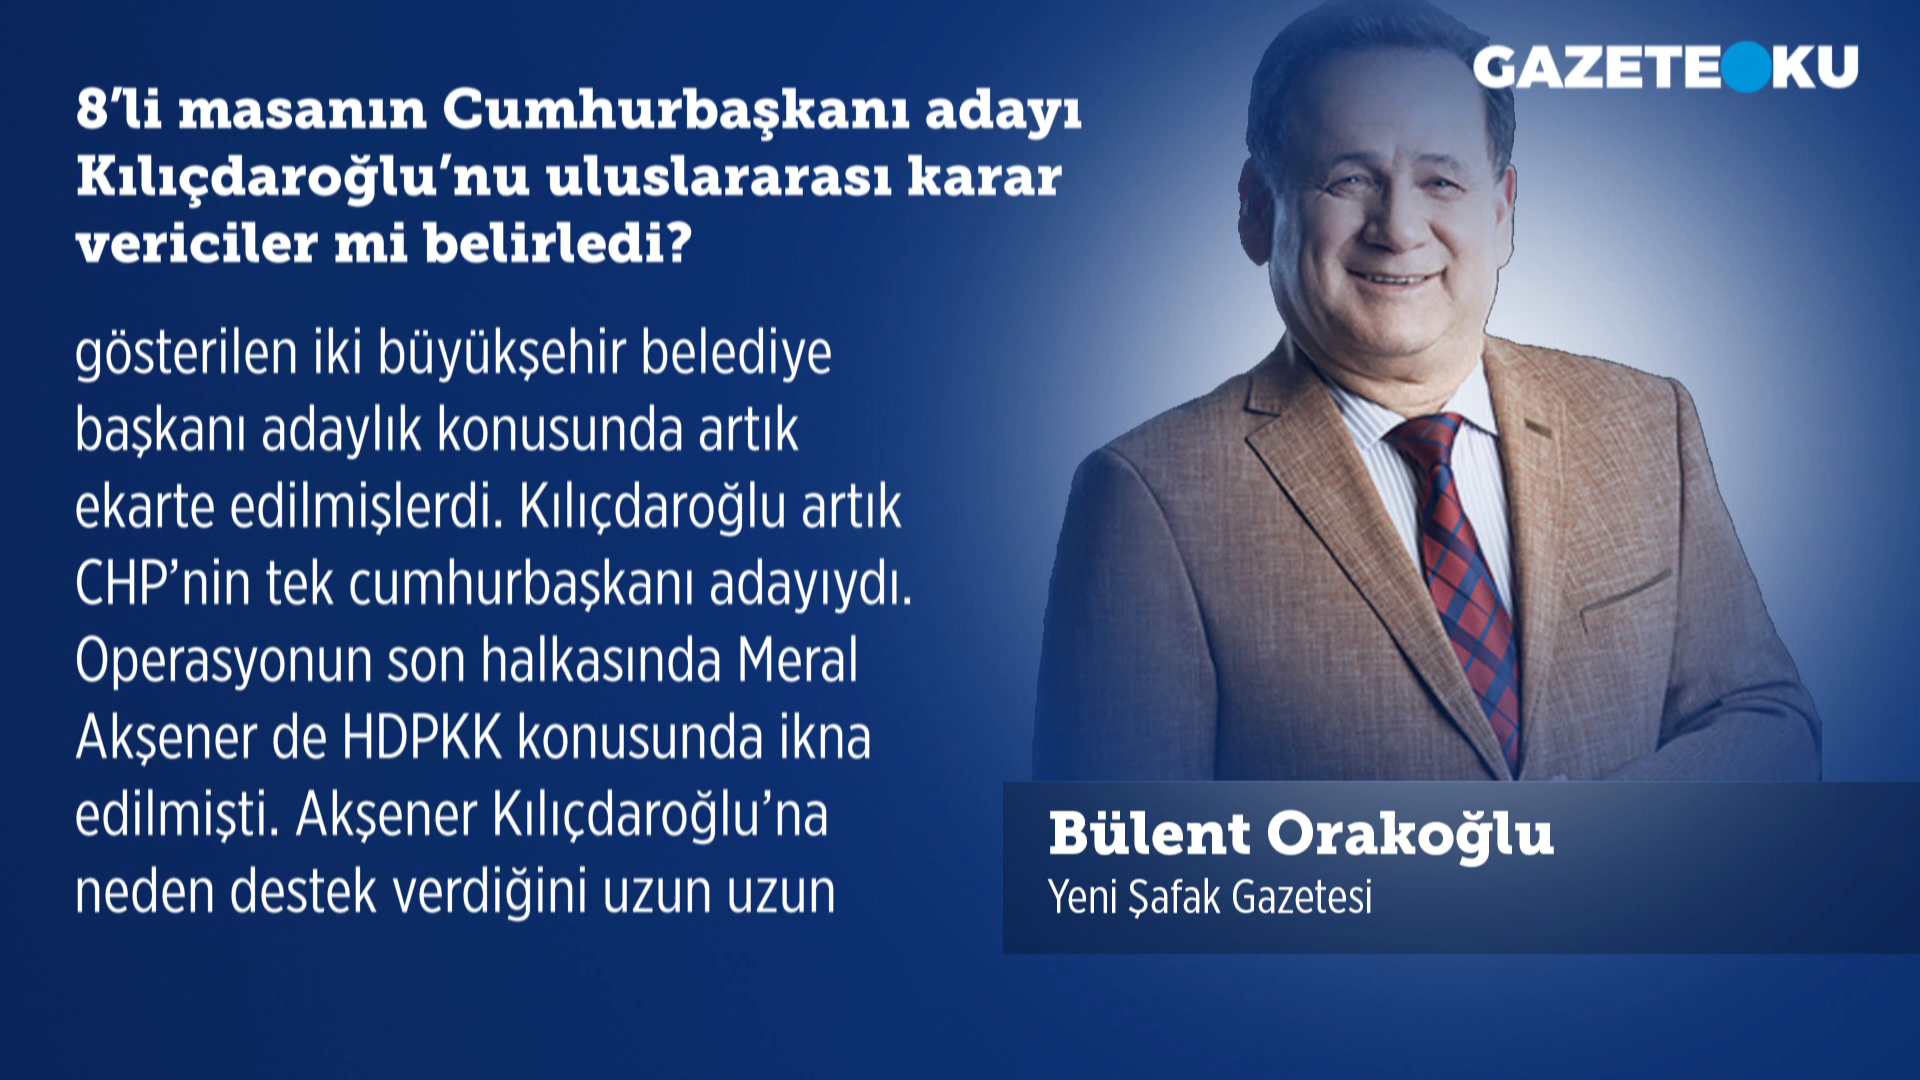 GAZETE KU
8’li masanın Cumhurbaşkanı adayı
Kılıçdaroğlu’nu uluslararası karar
vericiler mi belirledi?
gösterilen iki büyükşehir belediye
başkanı adaylık konusunda artık
ekarte edilmişlerdi. Kılıçdaroğlu artık
CHP’nin tek cumhurbaşkanı adayıydı.
Operasyonun son halkasında Meral
Akşener de HDPKK konusunda ikna
edilmişti. Akşener Kılıçdaroğlu’na
neden destek verdiğini uzun uzun
Bülent Orakoğlu
Yeni Şafak Gazetesi